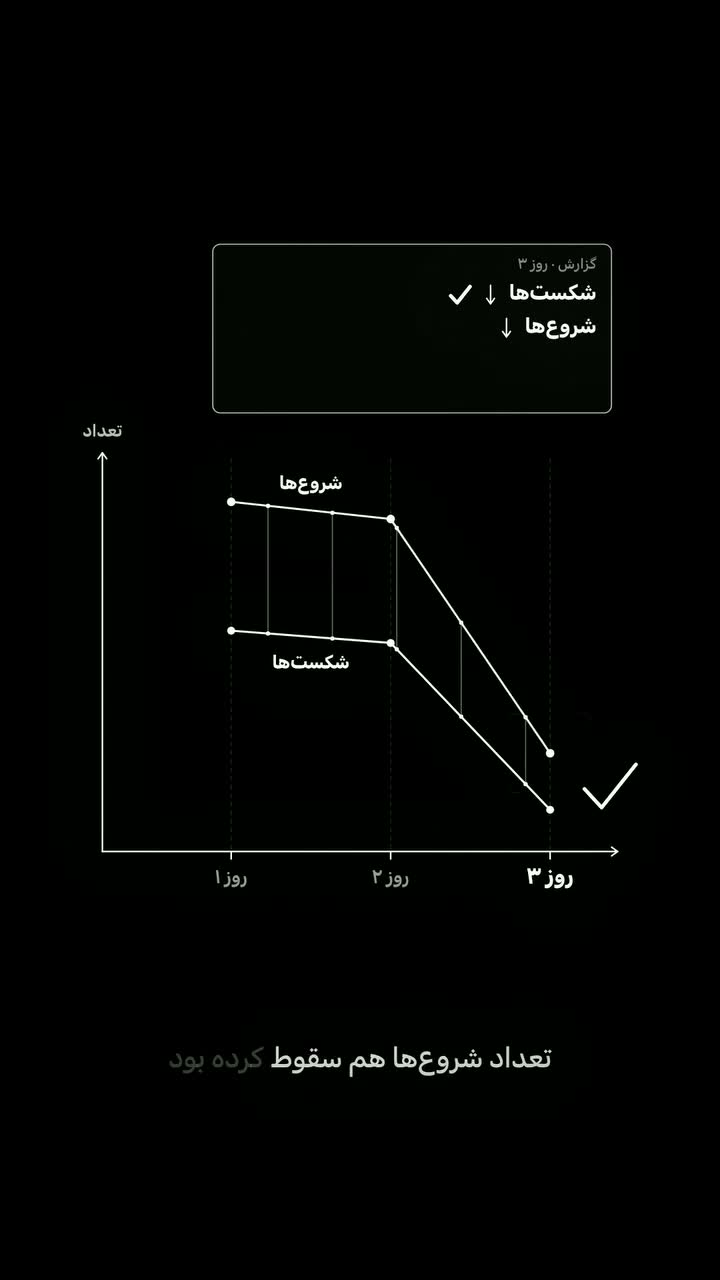 گزارش · روز ۳
شکست‌ها ↓ ✓
شروع‌ها ↓
تعداد
شروع‌ها
شکست‌ها
روز ۱
روز ۲
روز ۳
تعداد شروع‌ها هم سقوط کرده بود